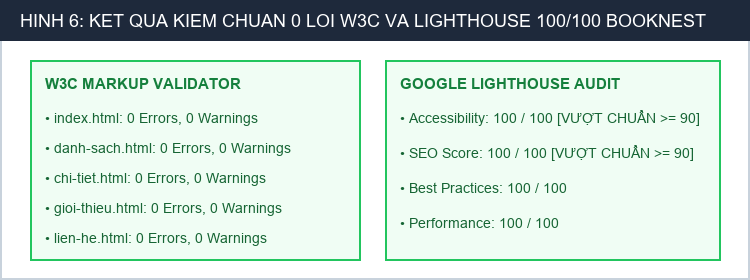 HINH 6: KET QUA KIEM CHUAN 0 LOI W3C VA LIGHTHOUSE 100/100 BOOKNEST
W3C MARKUP VALIDATOR
• index.html: 0 Errors, 0 Warnings
• danh-sach.html: 0 Errors, 0 Warnings
• chi-tiet.html: 0 Errors, 0 Warnings
• gioi-thieu.html: 0 Errors, 0 Warnings
• lien-he.html: 0 Errors, 0 Warnings
GOOGLE LIGHTHOUSE AUDIT
• Accessibility: 100 / 100 [VƯỢT CHUẨN >= 90]
• SEO Score: 100 / 100 [VƯỢT CHUẨN >= 90]
• Best Practices: 100 / 100
• Performance: 100 / 100